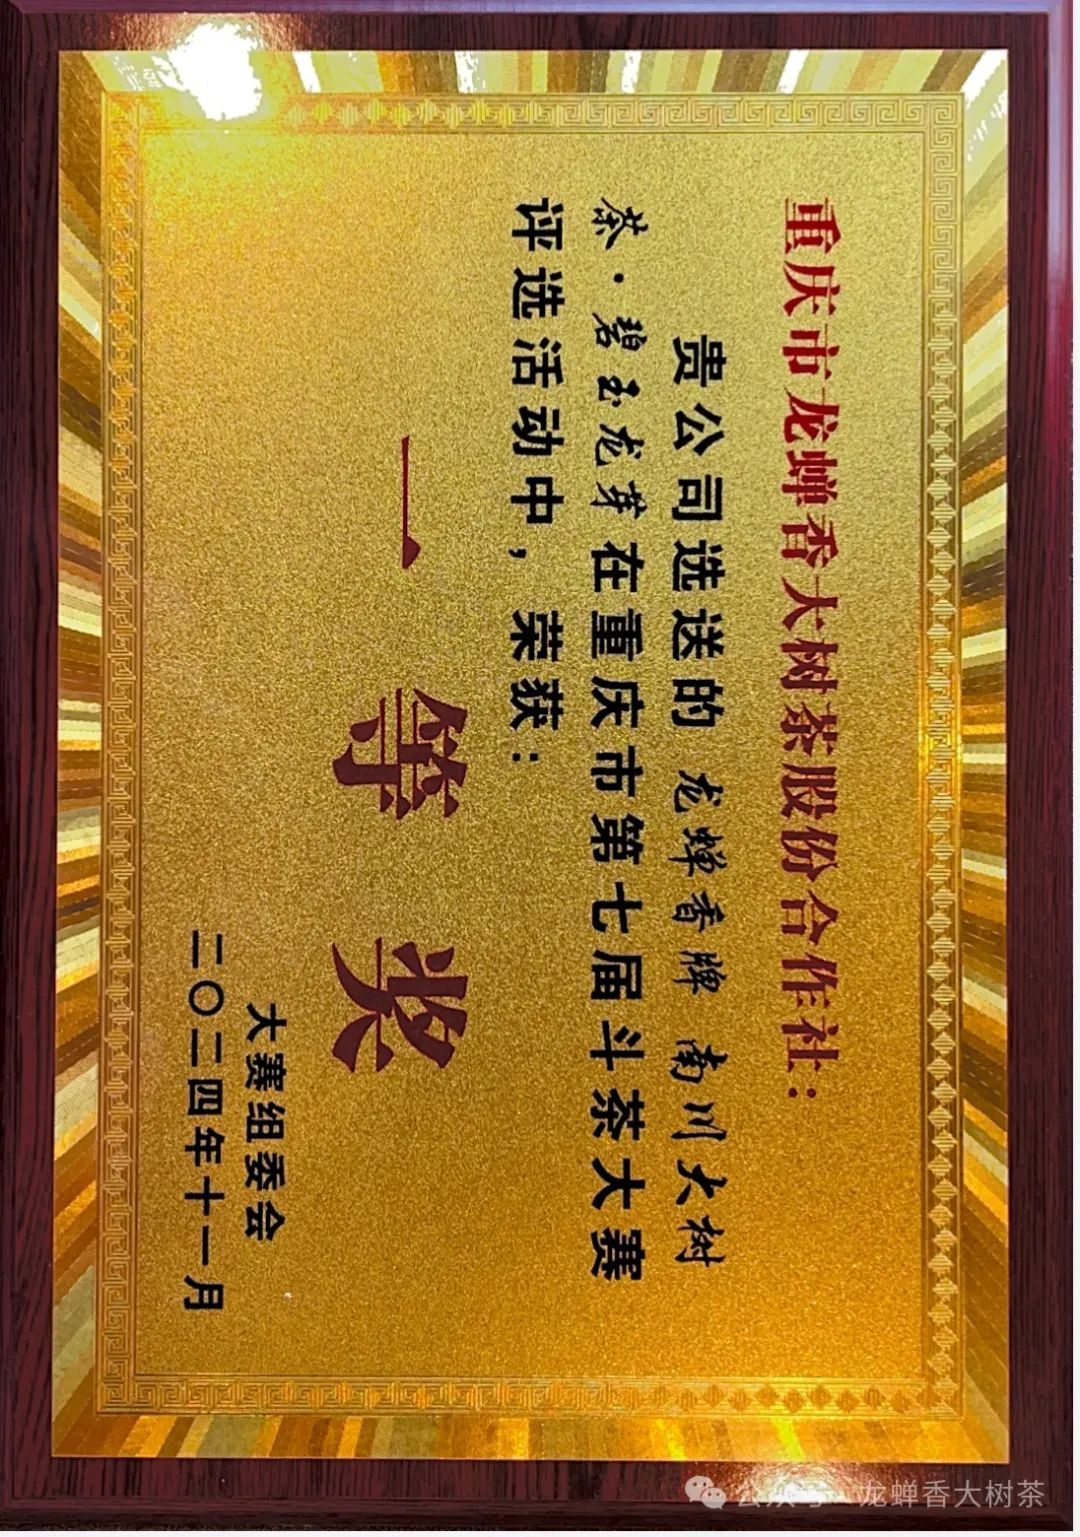 重庆市龙蝉香大树茶股份合作社：
贵公司选送的 龙蝉香牌 南川大树
茶·碧玉龙芽在重庆市第七届斗茶大赛
评选活动中，荣获：
一等奖
大赛组委会
二〇二四年十一月
公众号·龙蝉香大树茶